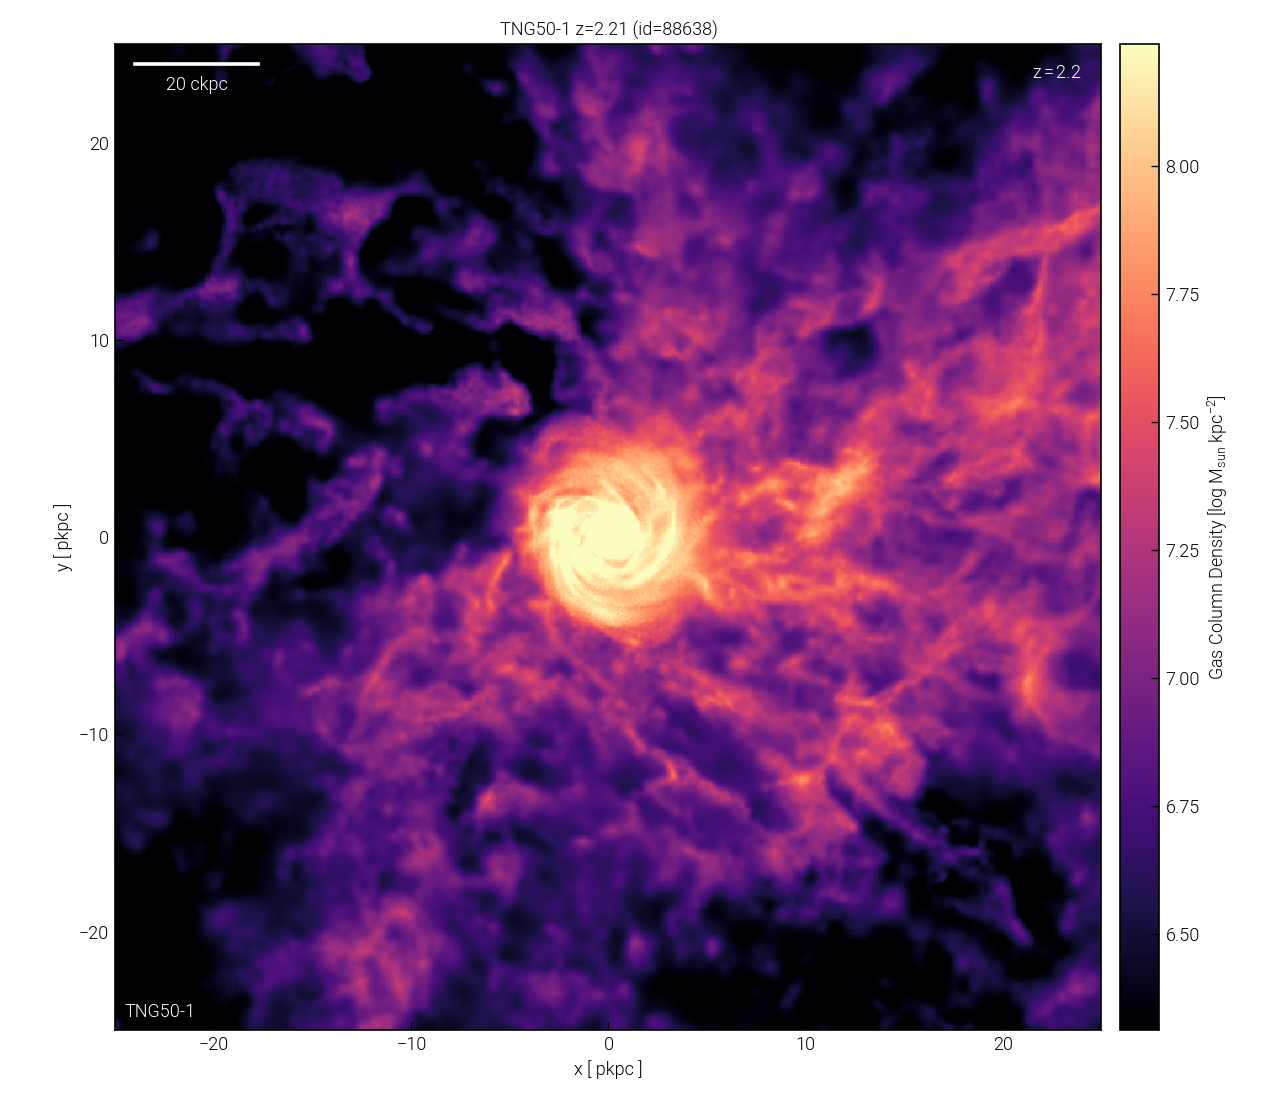 TNG50-1 z=2.21 (id=88638)
20 ckpc
z=2.2
20
10
0
−10
−20
y [ pkpc ]
TNG50-1
−20
−10
0
10
20
x [ pkpc ]
8.00
7.75
7.50
7.25
7.00
6.75
6.50
Gas Column Density [log M_sun kpc^−2]